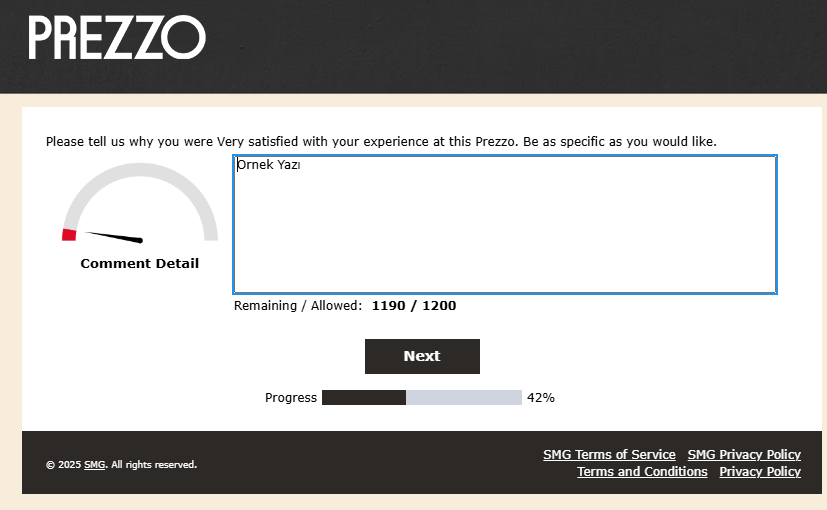 PREZZO
Please tell us why you were Very satisfied with your experience at this Prezzo. Be as specific as you would like.
Ornek Yazı
Comment Detail
Remaining / Allowed: 1190 / 1200
Next
Progress 42%
© 2025 SMG. All rights reserved.
SMG Terms of Service SMG Privacy Policy
Terms and Conditions Privacy Policy